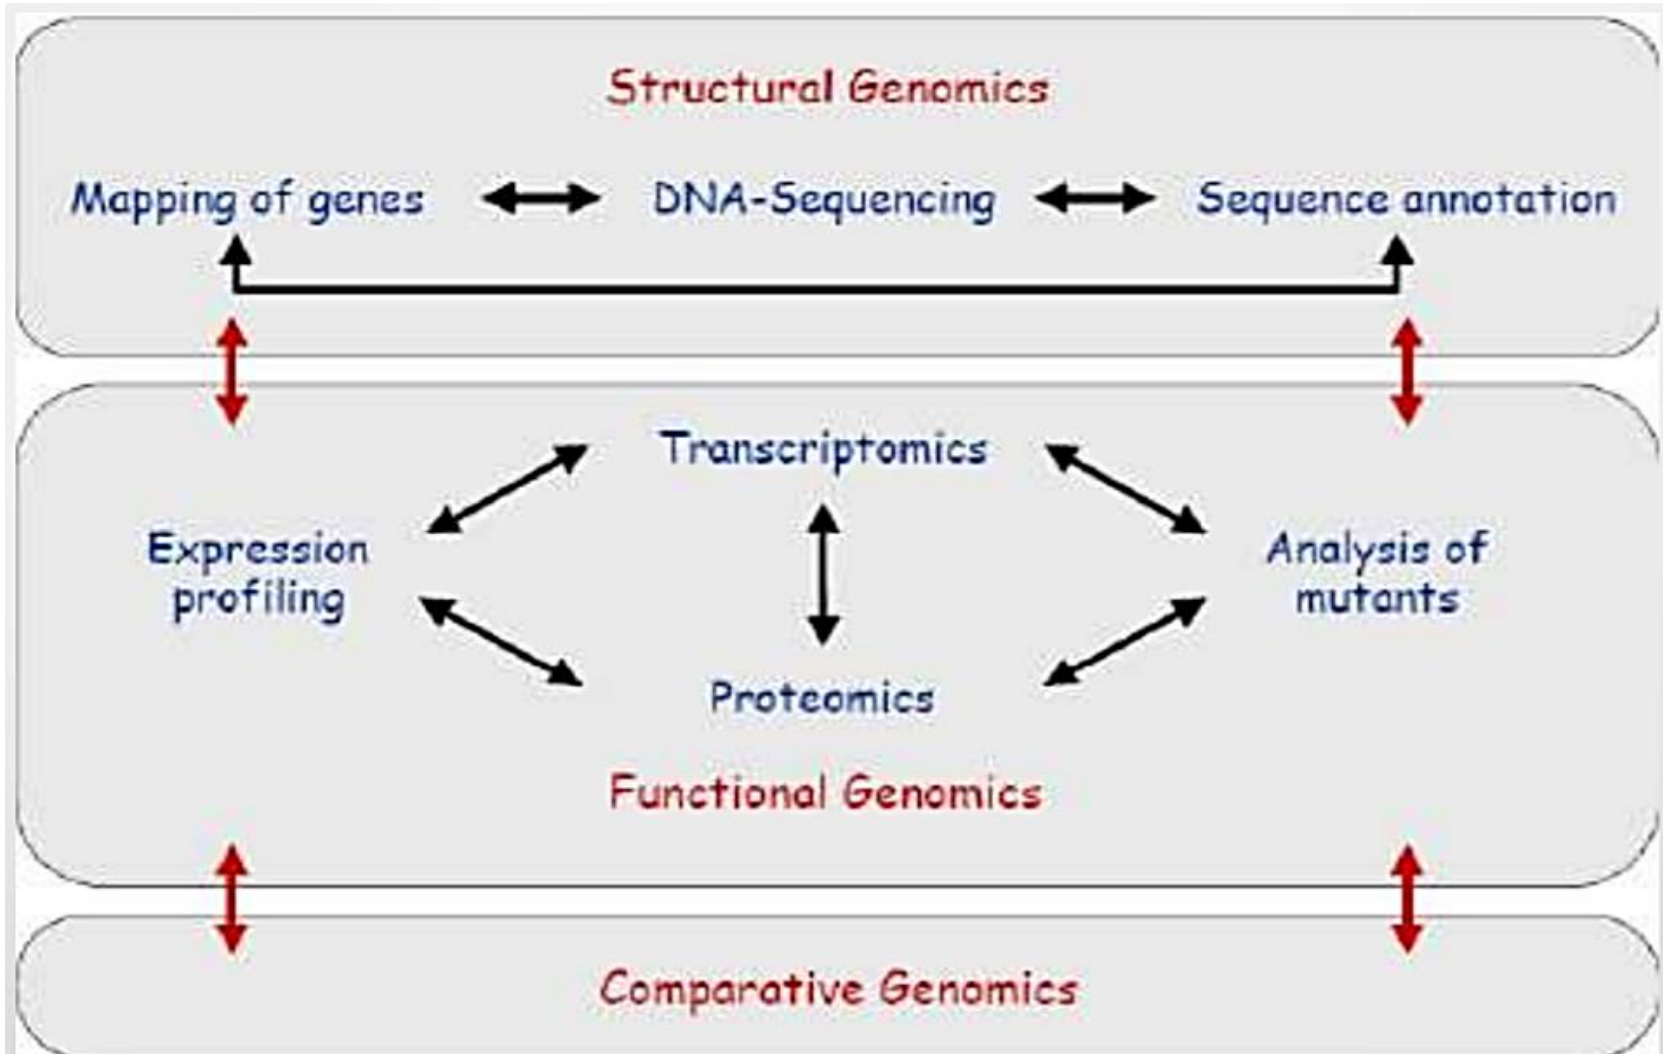 Structural Genomics
Mapping of genes
DNA-Sequencing
Sequence annotation
Transcriptomics
Expression
profiling
Analysis of
mutants
Proteomics
Functional Genomics
Comparative Genomics